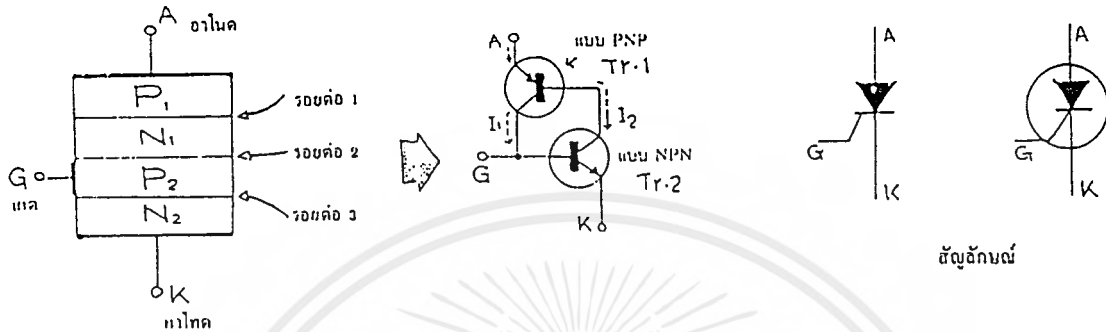 A อาโนด
P₁
N₁
P₂
N₂
G
เกต
K
คาโทด
รอยต่อ 1
รอยต่อ 2
รอยต่อ 3
A
แบบ PNP
Tr.1
I₁
I₂
G
แบบ NPN
Tr.2
K
A
G
K
A
G
K
สัญลักษณ์